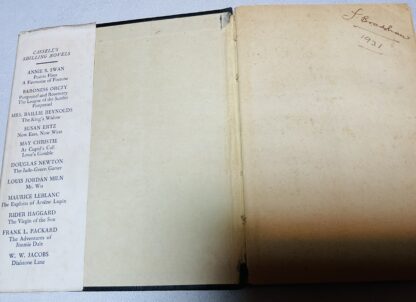 CASSELL'S
SHILLING NOVELS
ANNIE S. SWAN
Prairie Fires
A Favourite of Fortune
BARONESS ORCZY
Pimpernel and Rosemary
The League of the Scarlet
Pimpernel
MRS. BAILLIE REYNOLDS
The King's Widow
SUSAN ERTZ
Now East, Now West
MAY CHRISTIE
At Cupid's Call
Love's Gamble
DOUGLAS NEWTON
The Jade-Green Garter
LOUIS JORDAN MILN
Mr. Wu
MAURICE LEBLANC
The Exploits of Arsène Lupin
RIDER HAGGARD
The Virgin of the Sun
FRANK L. PACKARD
The Adventures of
Jimmie Dale
W. W. JACOBS
Dialstone Lane
1931